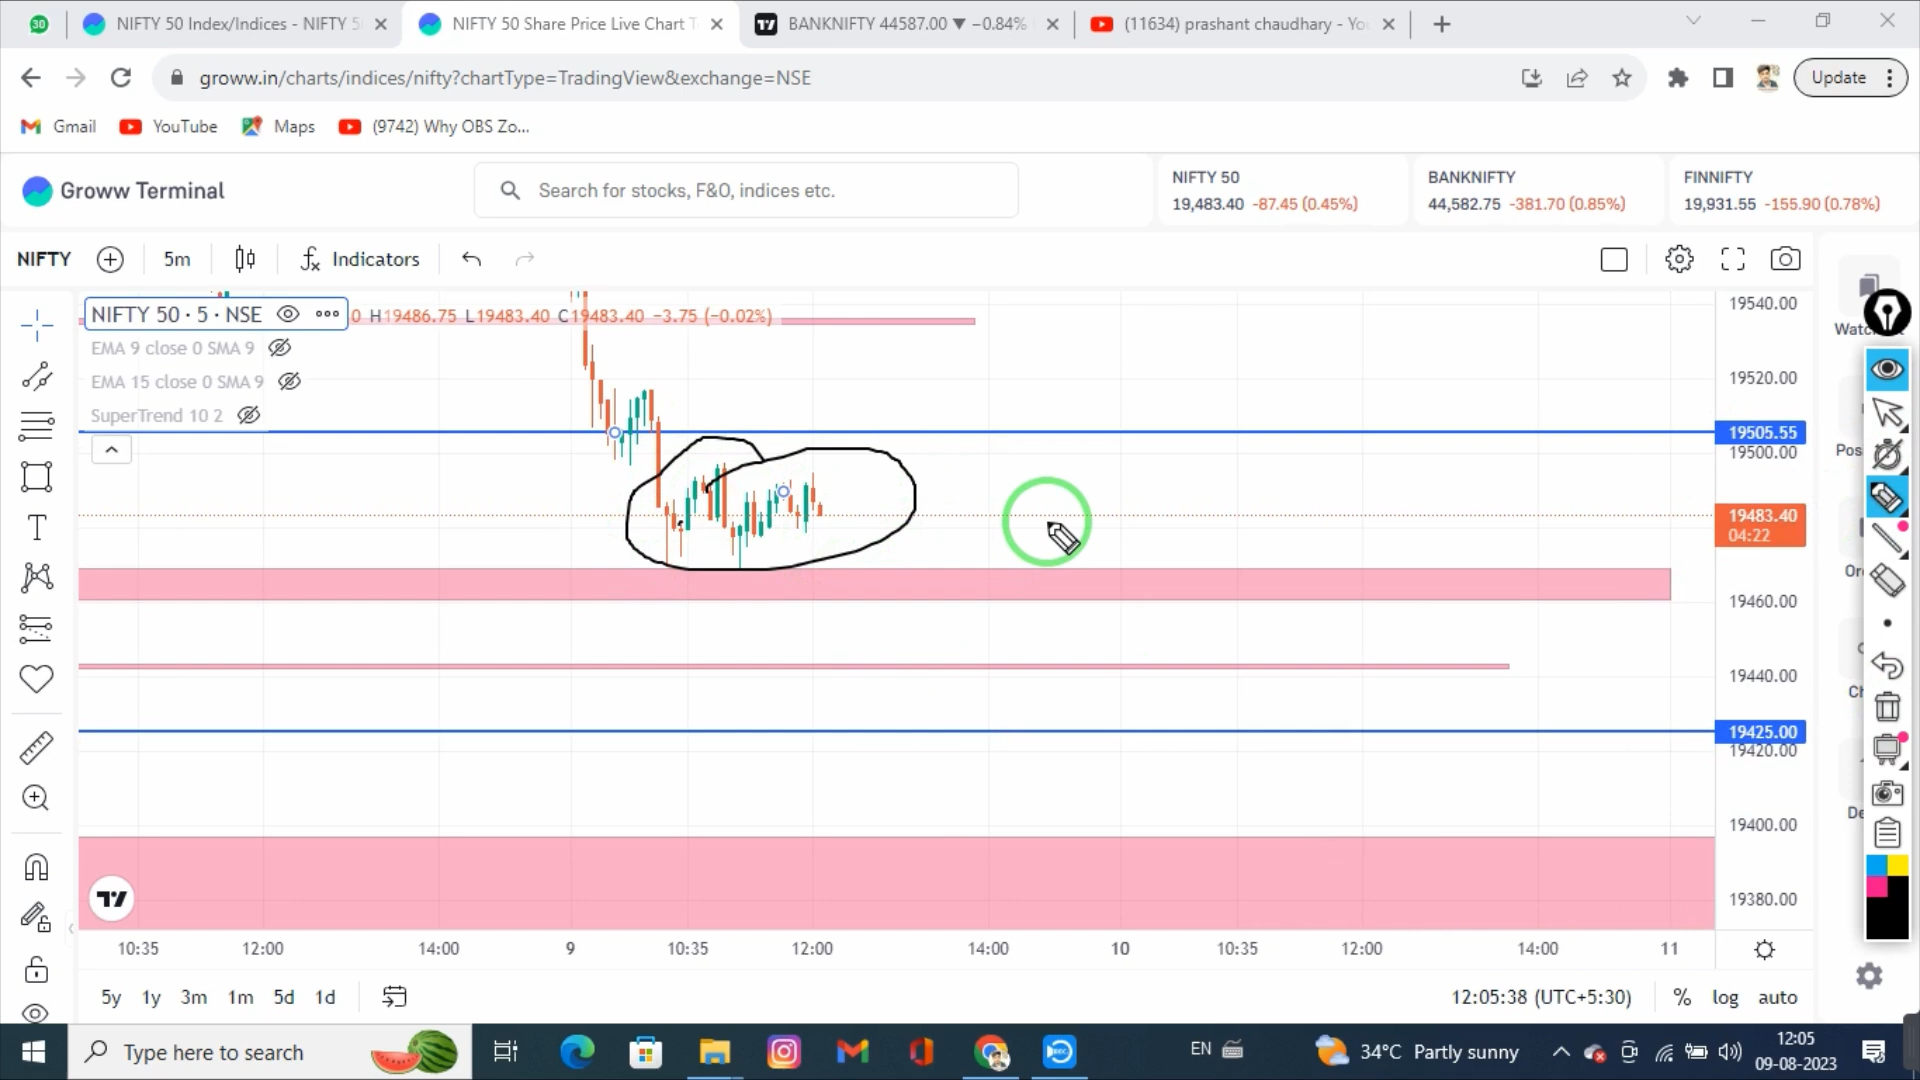 30
NIFTY 50 Index/Indices - NIFTY 5
NIFTY 50 Share Price Live Chart T
BANKNIFTY 44587.00 ▼ −0.84%
(11634) prashant chaudhary - Yo
groww.in/charts/indices/nifty?chartType=TradingView&exchange=NSE
Update
Gmail
YouTube
Maps
(9742) Why OBS Zo...
Groww Terminal
Search for stocks, F&O, indices etc.
NIFTY 50
19,483.40 -87.45 (0.45%)
BANKNIFTY
44,582.75 -381.70 (0.85%)
FINNIFTY
19,931.55 -155.90 (0.78%)
NIFTY
5m
Indicators
NIFTY 50 · 5 · NSE
0 H19486.75 L19483.40 C19483.40 −3.75 (−0.02%)
EMA 9 close 0 SMA 9
EMA 15 close 0 SMA 9
SuperTrend 10 2
19540.00
19520.00
19505.55
19500.00
19483.40
04:22
19460.00
19440.00
19425.00
19420.00
19400.00
19380.00
10:35
12:00
14:00
9
10:35
12:00
14:00
10
10:35
12:00
14:00
11
5y
1y
3m
1m
5d
1d
12:05:38 (UTC+5:30)
%
log
auto
Type here to search
EN
34°C Partly sunny
12:05
09-08-2023